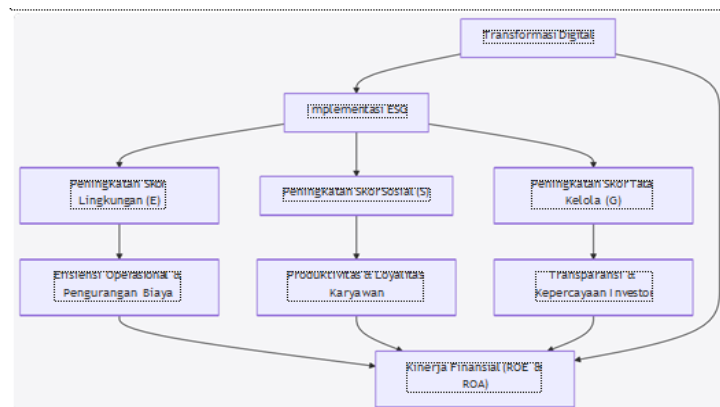 Transformasi Digital
Implementasi ESG
Peningkatan Skor
Lingkungan (E)
Peningkatan Skor Sosial (S)
Peningkatan Skor Tata
Kelola (G)
Efisiensi Operasional &
Pengurangan Biaya
Produktivitas & Loyalitas
Karyawan
Transparansi &
Kepercayaan Investor
Kinerja Finansial (ROE &
ROA)